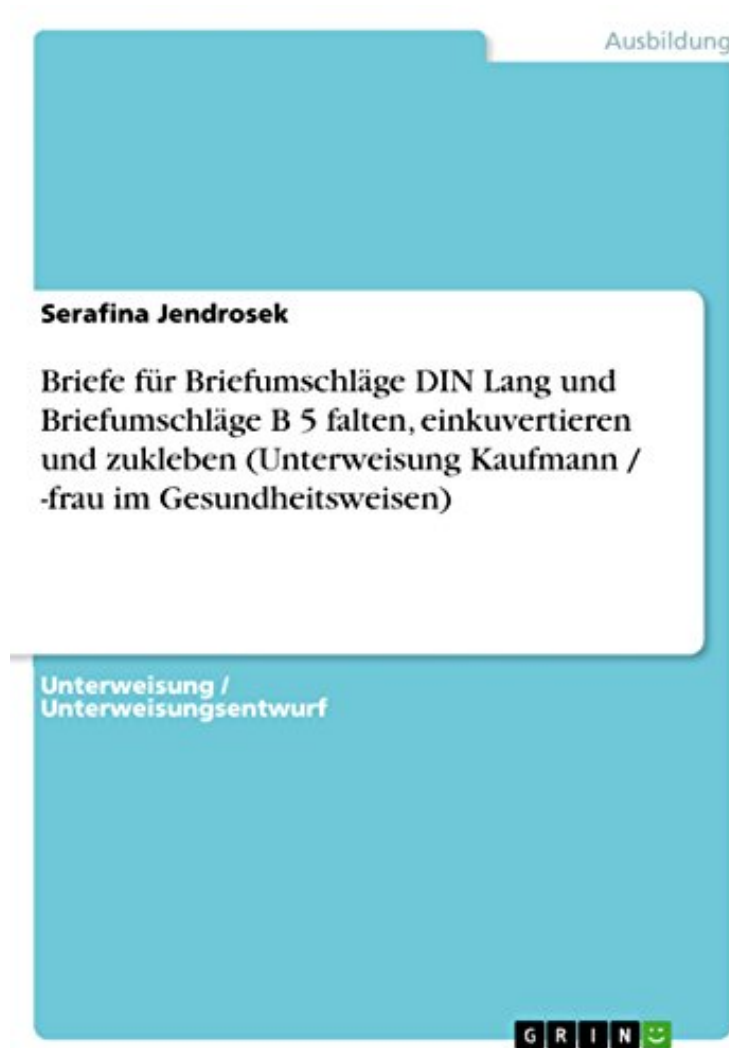 Ausbildung
Serafina Jendrosek
Briefe für Briefumschläge DIN Lang und
Briefumschläge B 5 falten, einkuvertieren
und zukleben (Unterweisung Kaufmann /
-frau im Gesundheitsweisen)
Unterweisung /
Unterweisungsentwurf
GRIN